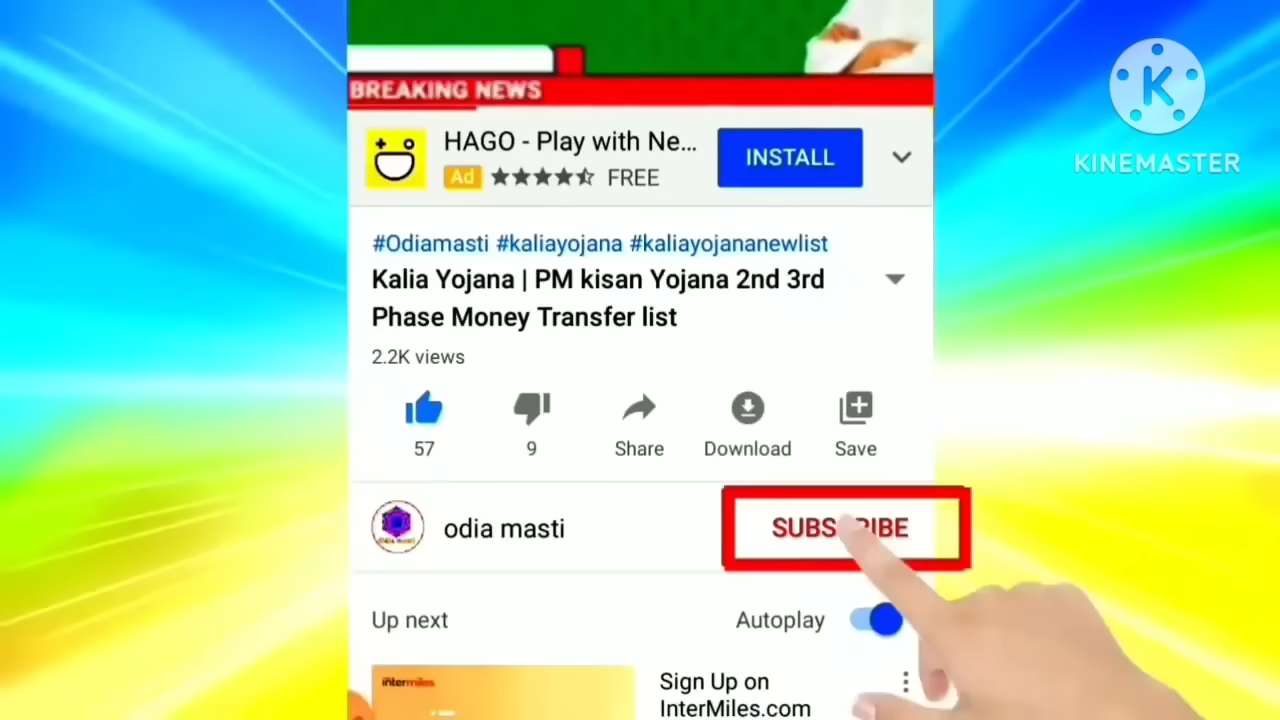 BREAKING NEWS
HAGO - Play with Ne...
Ad FREE
INSTALL
K
KINEMASTER
#Odiamasti #kaliayojana #kaliayojananewlist
Kalia Yojana | PM kisan Yojana 2nd 3rd
Phase Money Transfer list
2.2K views
57
9
Share
Download
Save
odia masti
SUBSCRIBE
Up next
Autoplay
intermiles
Sign Up on
InterMiles.com